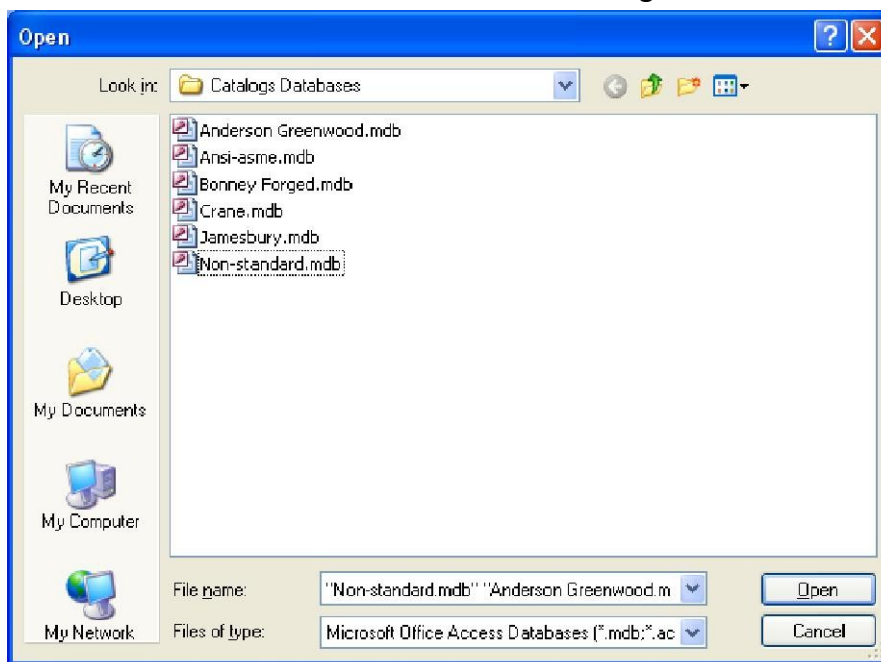 Open
Look in:
Catalogs Databases
Anderson Greenwood.mdb
Ansi-asme.mdb
Bonney Forged.mdb
Crane.mdb
Jamesbury.mdb
Non-standard.mdb
My Recent
Documents
Desktop
My Documents
My Computer
My Network
File name:
"Non-standard.mdb" "Anderson Greenwood.m
Open
Files of type:
Microsoft Office Access Databases (*.mdb;*.ac
Cancel